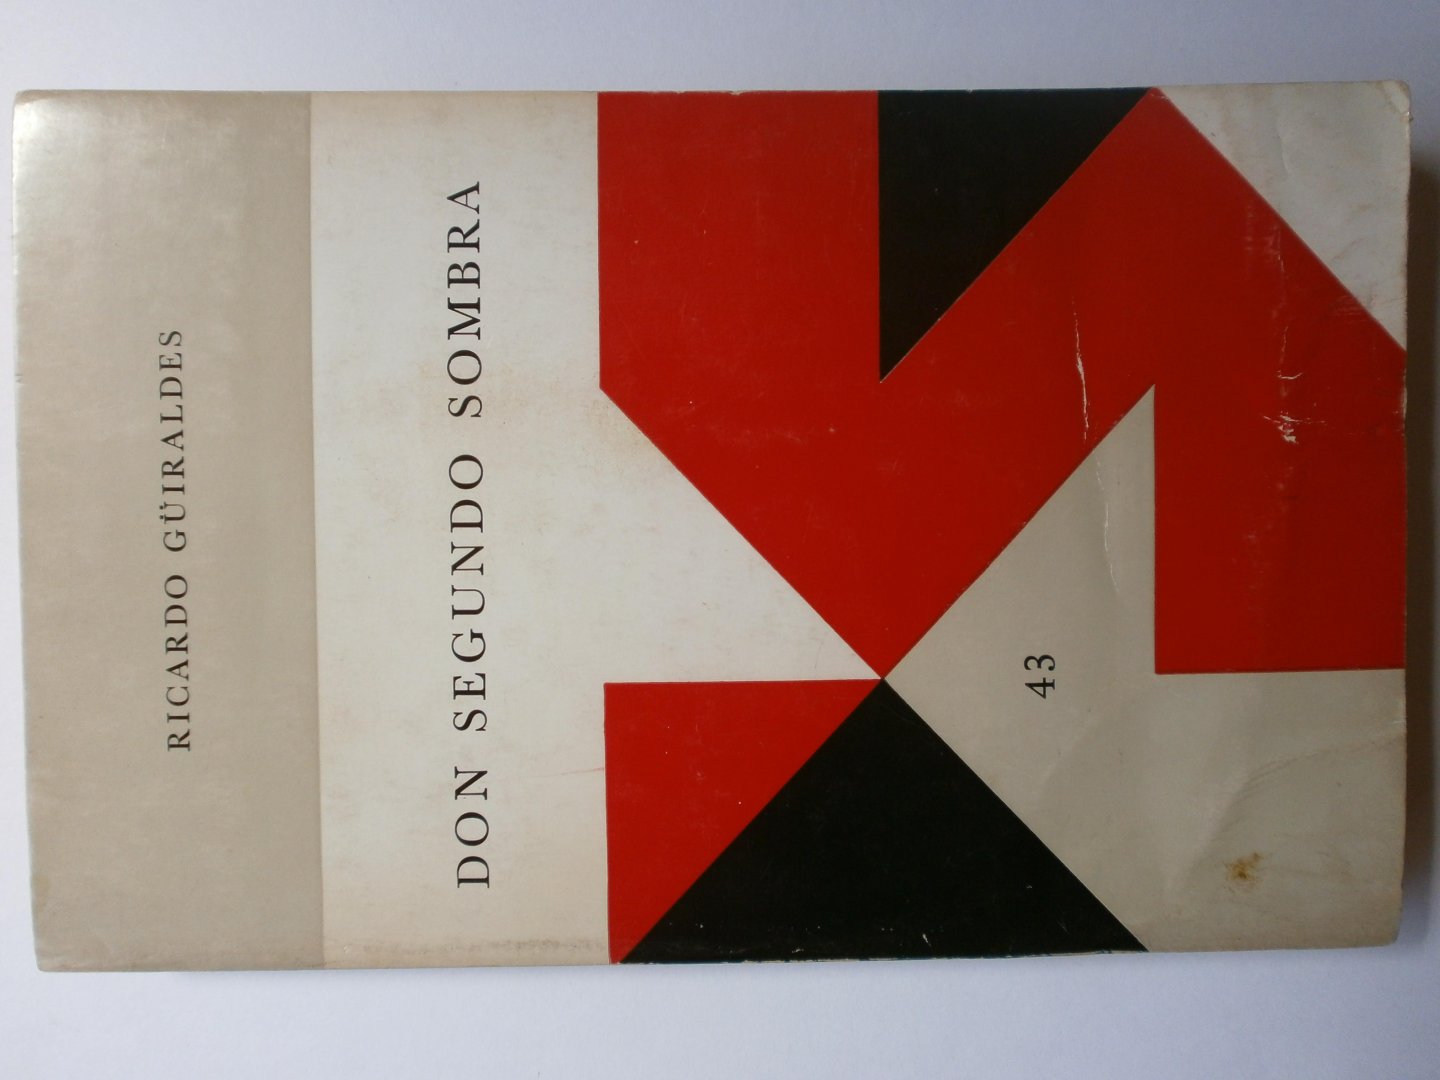 RICARDO GÜIRALDES
DON SEGUNDO SOMBRA
43